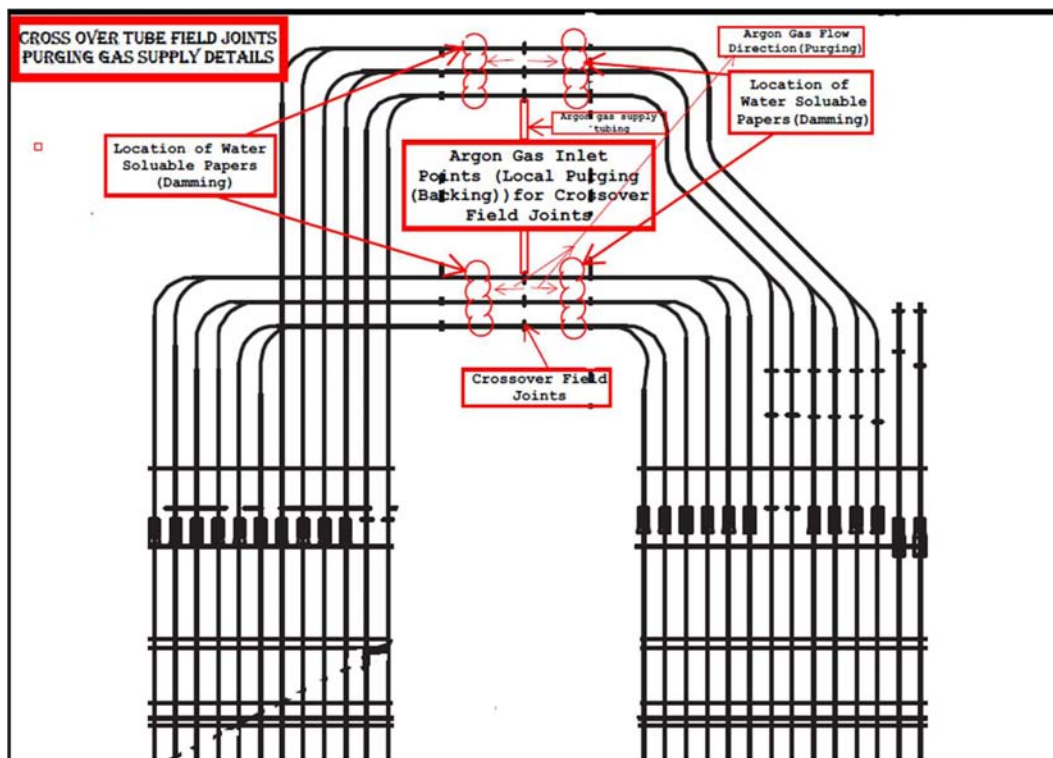 CROSS OVER TUBE FIELD JOINTS
PURGING GAS SUPPLY DETAILS
Argon Gas Flow
Direction(Purging)
Location of
Water Soluable
Papers(Damming)
Location of Water
Soluable Papers
(Damming)
Argon gas supply
tubing
Argon Gas Inlet
Points (Local Purging
(Backing))for Crossover
Field Joints
Crossover Field
Joints